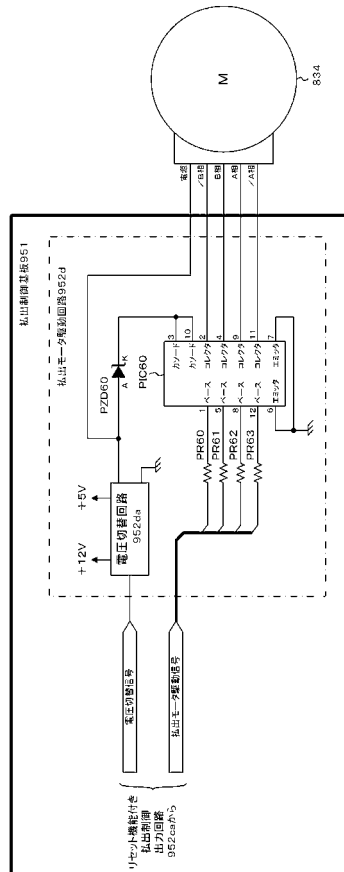 払出制御基板951
払出モータ駆動回路952d
リセット機能付き
払出制御
出力回路
952caから
電圧切替信号
払出モータ駆動信号
+12V
+5V
電圧切替回路
952da
PZD60
A
K
PIC60
PR60
PR61
PR62
PR63
1
5
8
12
6
ベース
ベース
ベース
ベース
エミッタ
カソード
カソード
コレクタ
コレクタ
コレクタ
コレクタ
エミッタ
3
10
2
4
9
11
7
電源
/B相
B相
A相
/A相
M
834